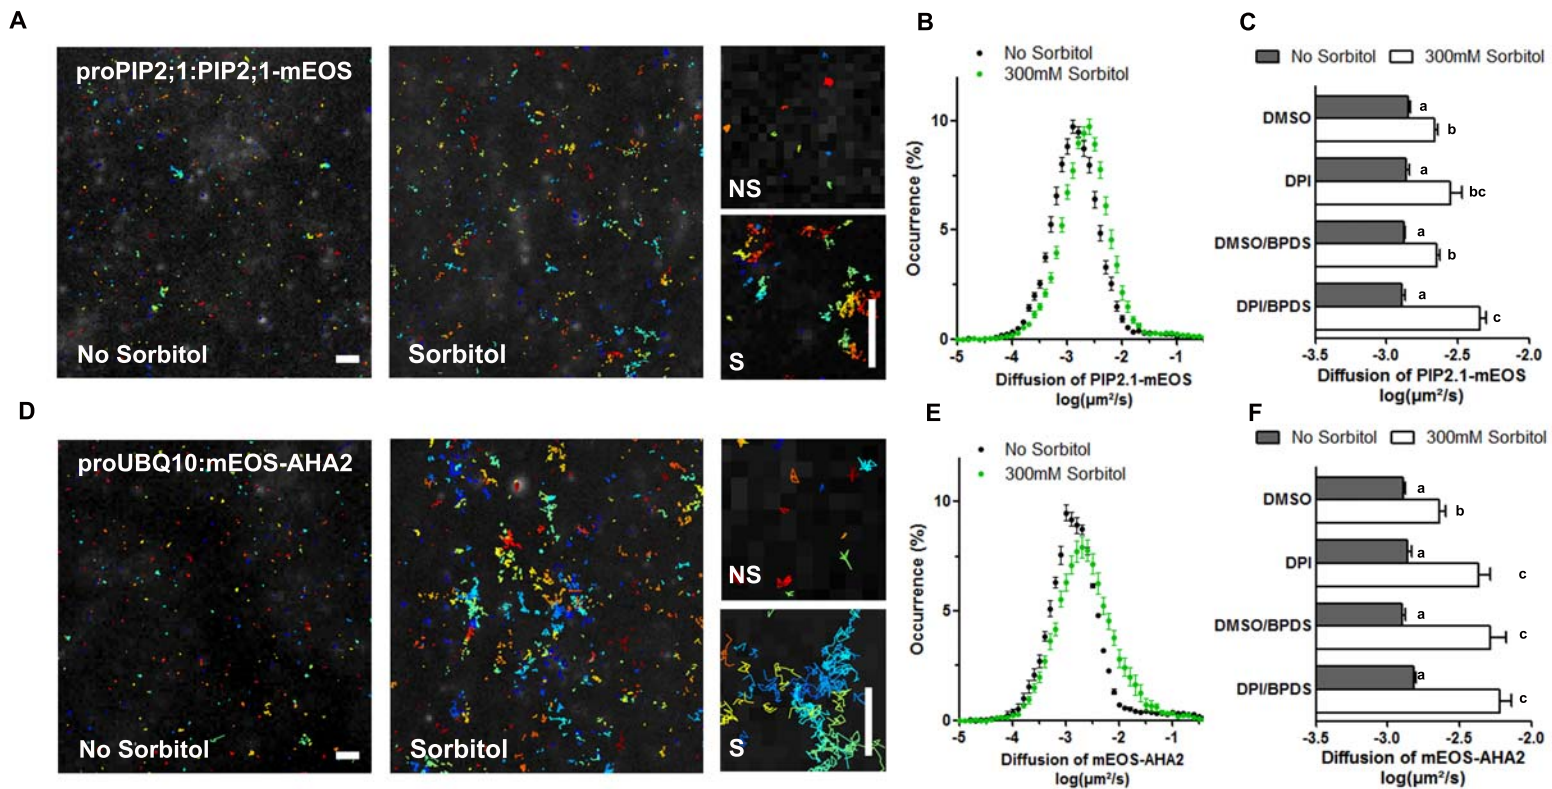 A
proPIP2;1:PIP2;1-mEOS
No Sorbitol
Sorbitol
NS
S
B
No Sorbitol
300mM Sorbitol
Occurrence (%)
10
5
0
-5 -4 -3 -2 -1
Diffusion of PIP2.1-mEOS
log(µm²/s)
C
No Sorbitol 300mM Sorbitol
DMSO a
b
DPI a
bc
DMSO/BPDS a
b
DPI/BPDS a
c
-3.5 -3.0 -2.5 -2.0
Diffusion of PIP2.1-mEOS
log(µm²/s)
D
proUBQ10:mEOS-AHA2
No Sorbitol
Sorbitol
NS
S
E
No Sorbitol
300mM Sorbitol
Occurrence (%)
10
5
0
-5 -4 -3 -2 -1
Diffusion of mEOS-AHA2
log(µm²/s)
F
No Sorbitol 300mM Sorbitol
DMSO a
b
DPI a
c
DMSO/BPDS a
c
DPI/BPDS a
c
-3.5 -3.0 -2.5 -2.0
Diffusion of mEOS-AHA2
log(µm²/s)